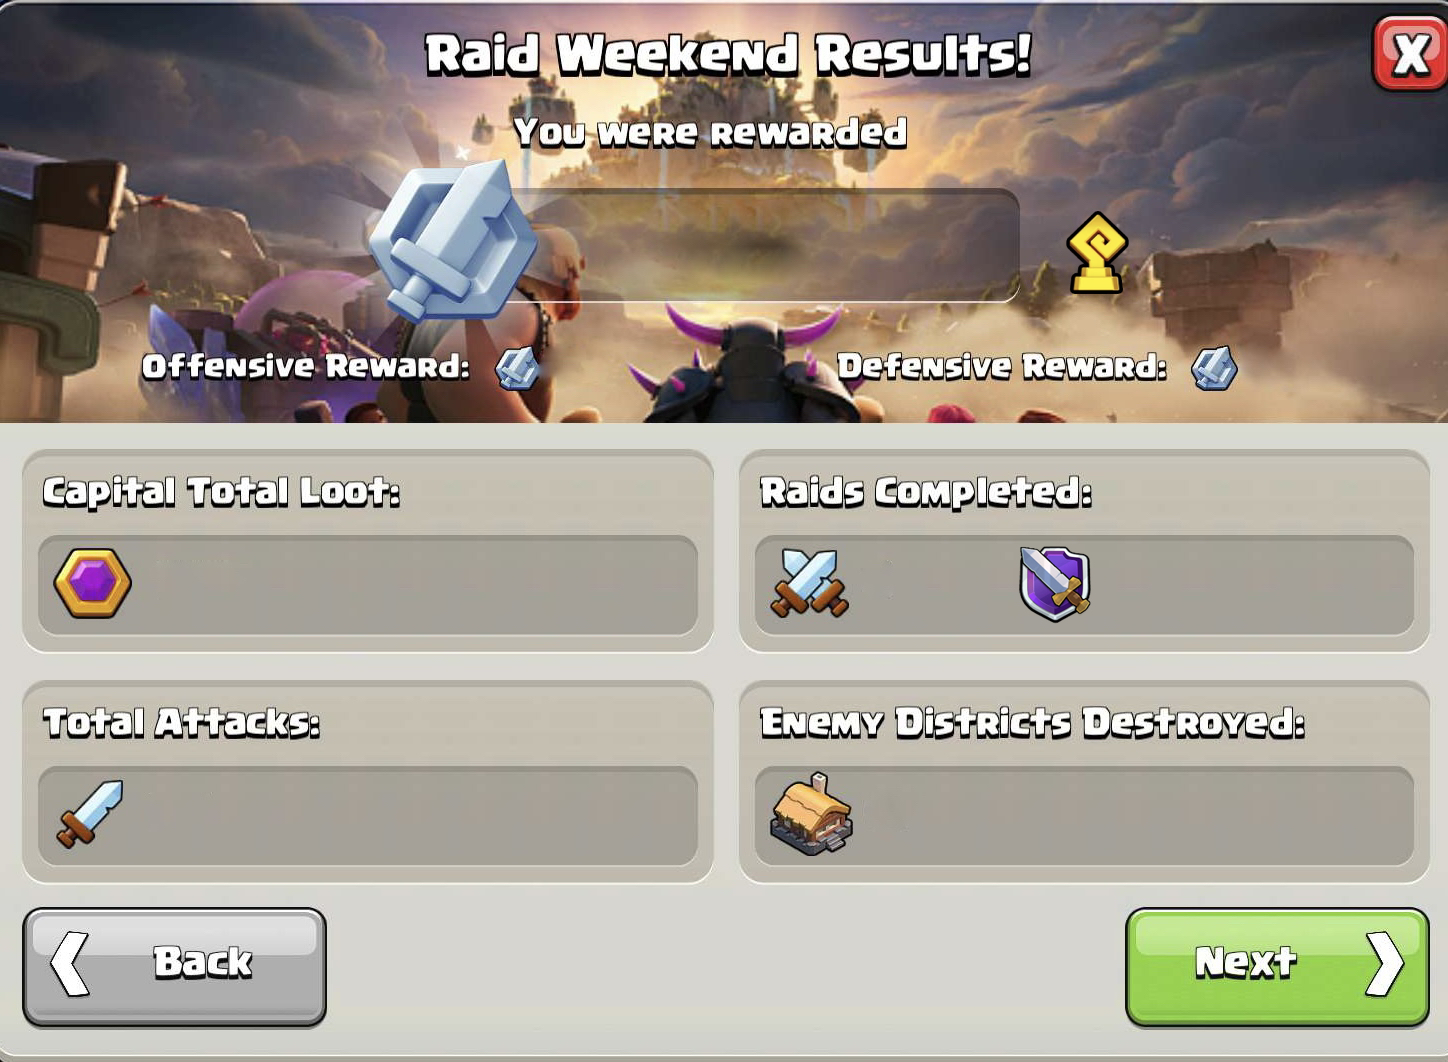 Raid Weekend Results!
X
You were rewarded
Offensive Reward:
Defensive Reward:
Capital Total Loot:
Raids Completed:
Total Attacks:
Enemy Districts Destroyed:
Back
Next